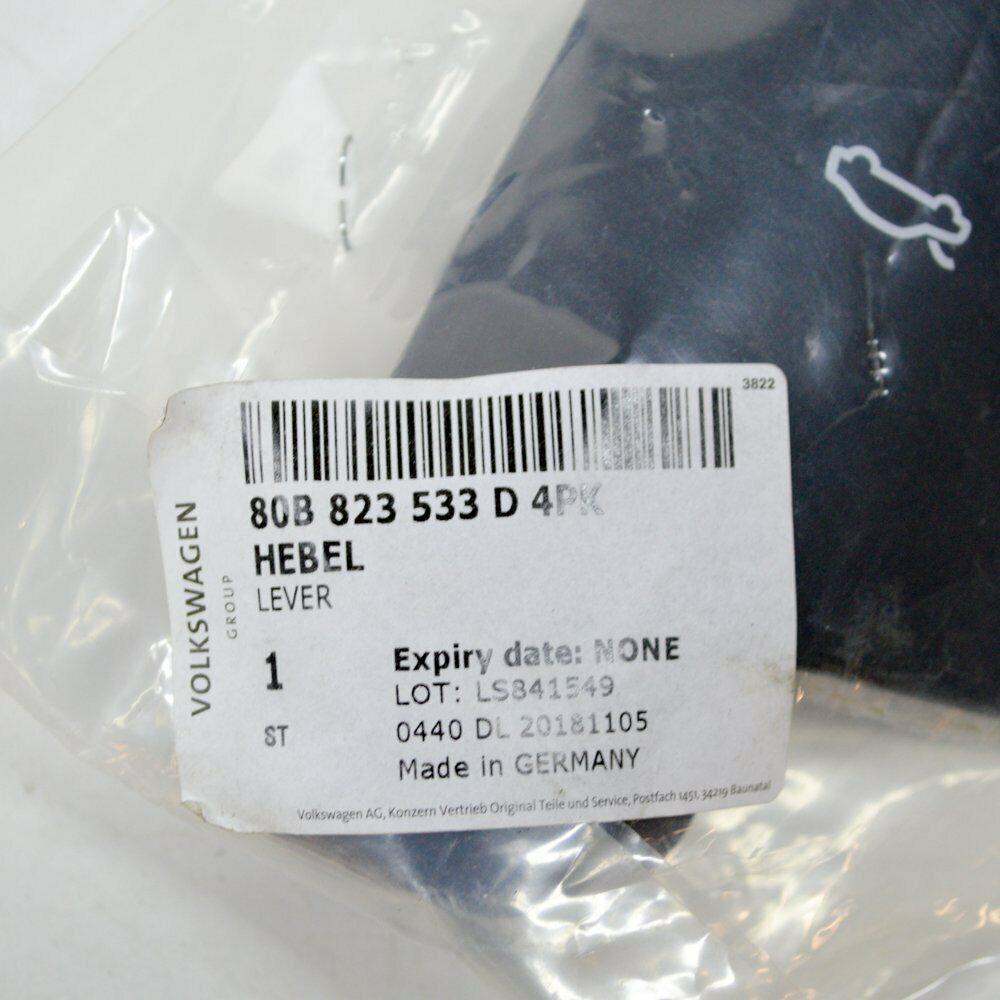 3822
80B 823 533 D 4PK
HEBEL
LEVER
VOLKSWAGEN
GROUP
1
ST
Expiry date: NONE
LOT: LS841549
0440 DL 20181105
Made in GERMANY
Volkswagen AG, Konzern Vertrieb Original Teile und Service, Postfach 1451, 34219 Baunatal